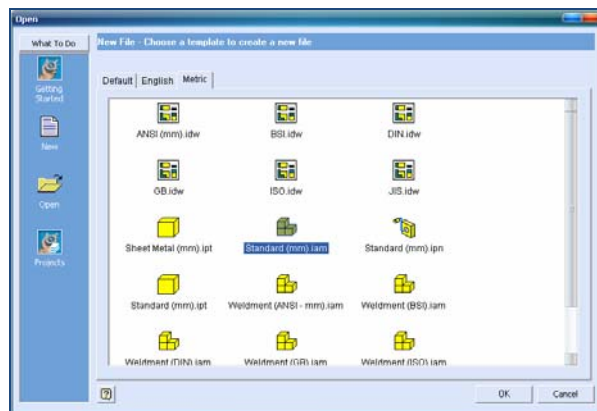 Open
What To Do
New File - Choose a template to create a new file
Getting Started
New
Open
Projects
Default English Metric
ANSI (mm).idw BSI.idw DIN.idw
GB.idw ISO.idw JIS.idw
Sheet Metal (mm).ipt Standard (mm).iam Standard (mm).ipn
Standard (mm).ipt Weldment (ANSI - mm).iam Weldment (BSI).iam
Weldment (DIN).iam Weldment (GB).iam Weldment (ISO).iam
OK Cancel